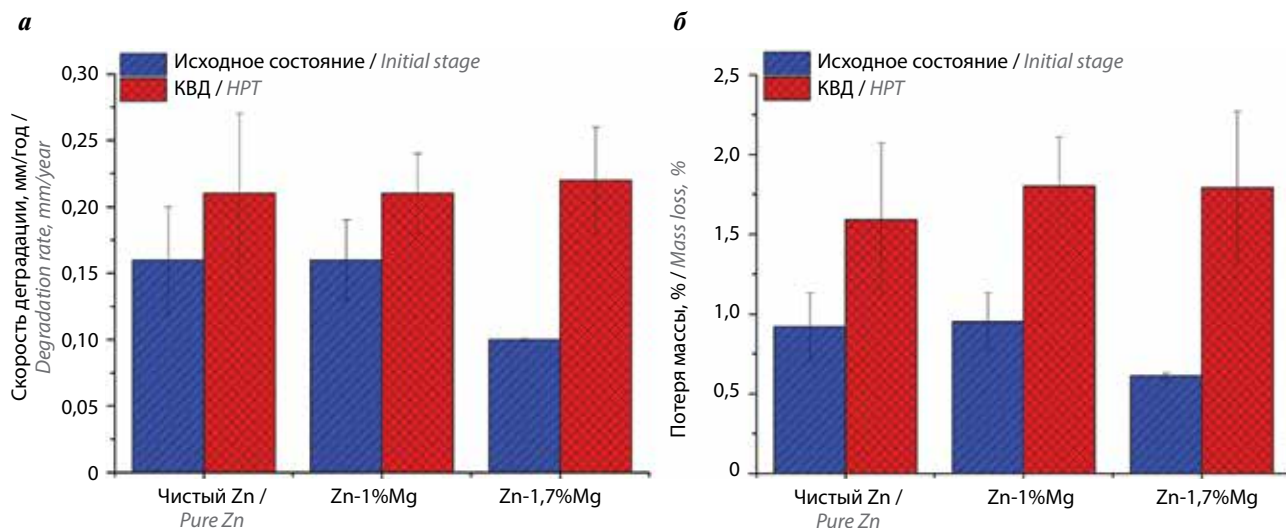 а
Исходное состояние / Initial stage
КВД / HPT
Скорость деградации, мм/год /
Degradation rate, mm/year
0,30
0,25
0,20
0,15
0,10
0,05
0
Чистый Zn /
Pure Zn
Zn-1%Mg
Zn-1,7%Mg
б
Исходное состояние / Initial stage
КВД / HPT
Потеря массы, % / Mass loss, %
2,5
2,0
1,5
1,0
0,5
0
Чистый Zn /
Pure Zn
Zn-1%Mg
Zn-1,7%Mg